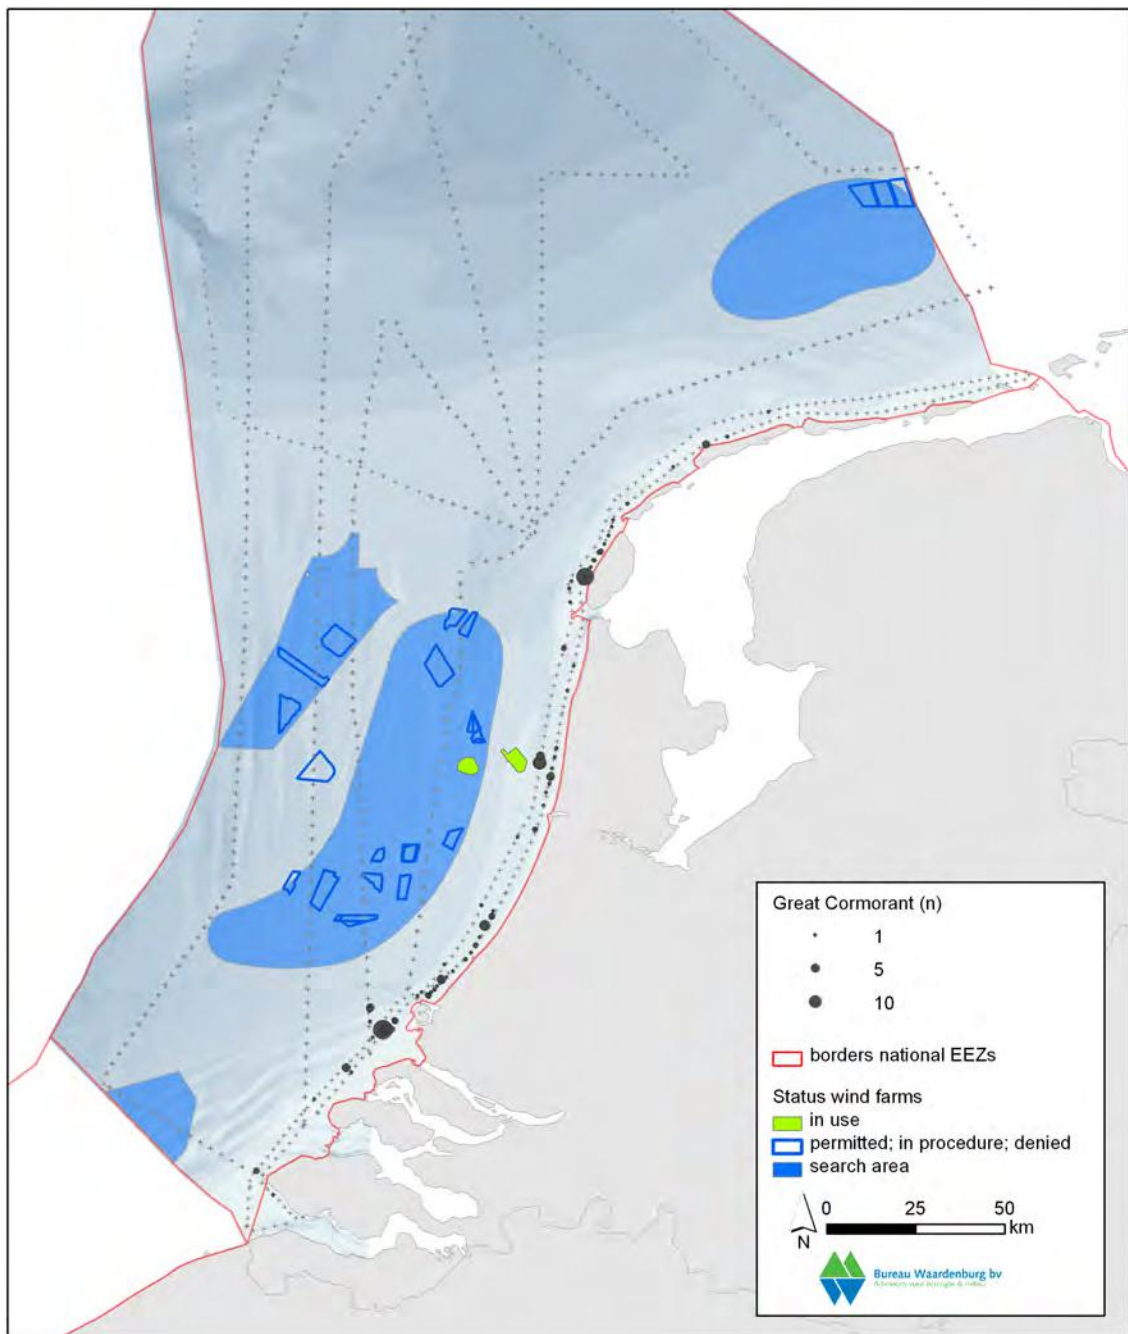 Great Cormorant (n)
1
5
10
borders national EEZs
Status wind farms
in use
permitted; in procedure; denied
search area
0 25 50
km
N
Bureau Waardenburg bv